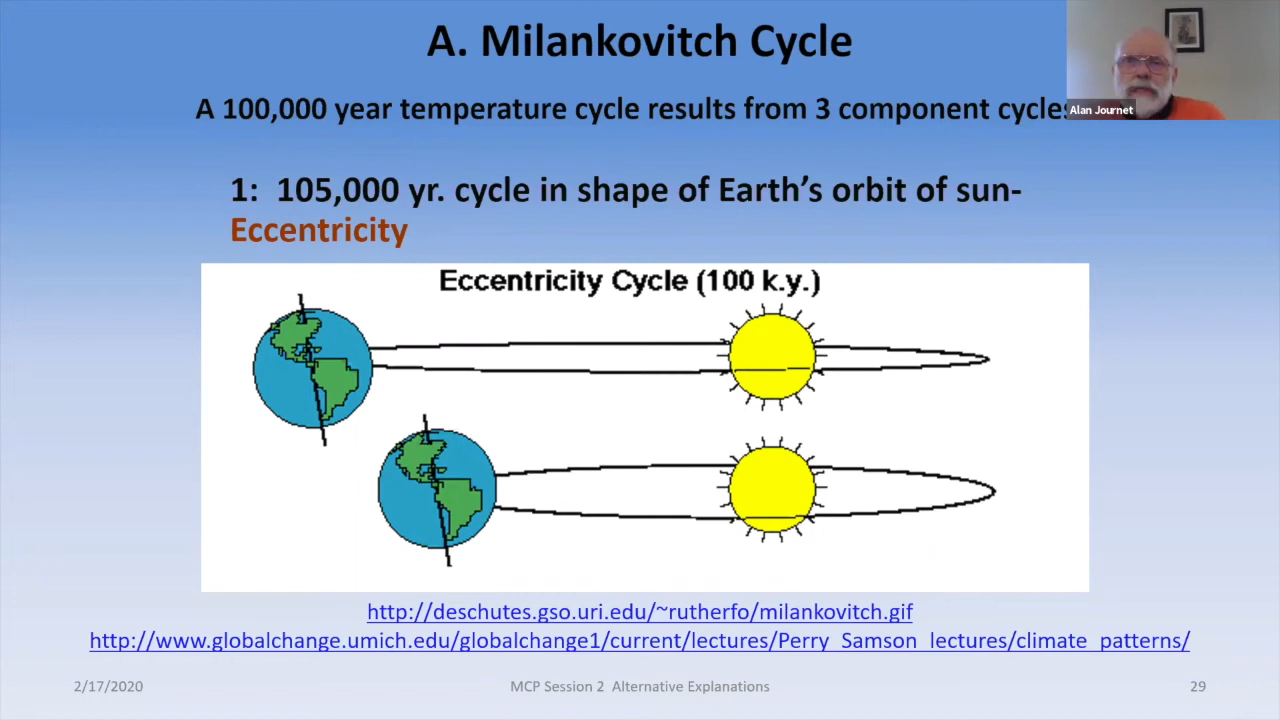 A. Milankovitch Cycle
A 100,000 year temperature cycle results from 3 component cycles
Alan Journet
1: 105,000 yr. cycle in shape of Earth's orbit of sun-
Eccentricity
Eccentricity Cycle (100 k.y.)
http://deschutes.gso.uri.edu/~rutherfo/milankovitch.gif
http://www.globalchange.umich.edu/globalchange1/current/lectures/Perry_Samson_lectures/climate_patterns/
2/17/2020
MCP Session 2 Alternative Explanations
29